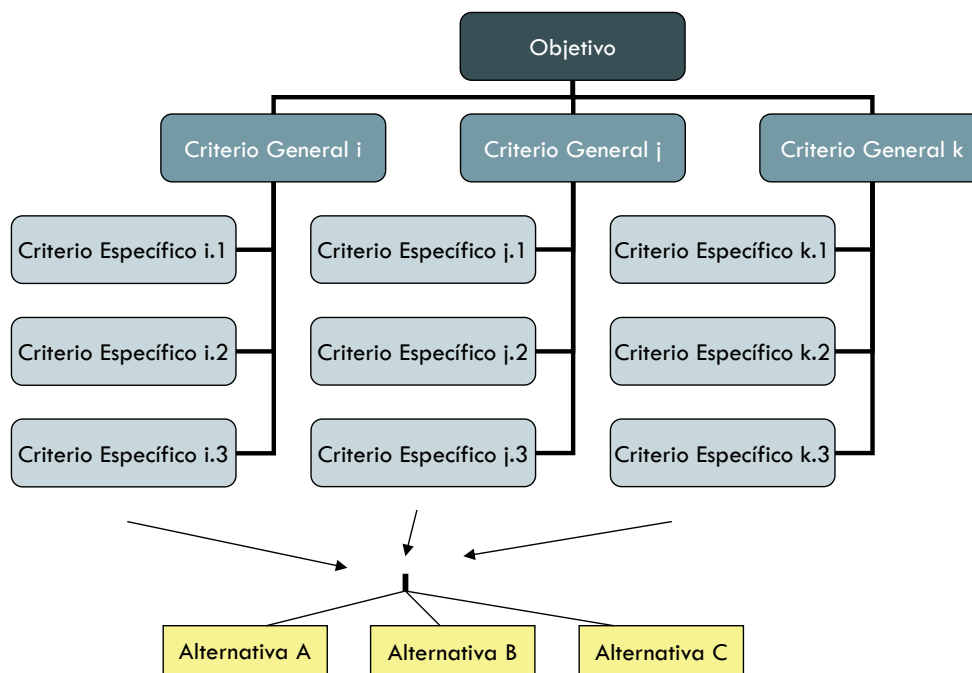 Objetivo
Criterio General i
Criterio General j
Criterio General k
Criterio Específico i.1
Criterio Específico j.1
Criterio Específico k.1
Criterio Específico i.2
Criterio Específico j.2
Criterio Específico k.2
Criterio Específico i.3
Criterio Específico j.3
Criterio Específico k.3
Alternativa A
Alternativa B
Alternativa C